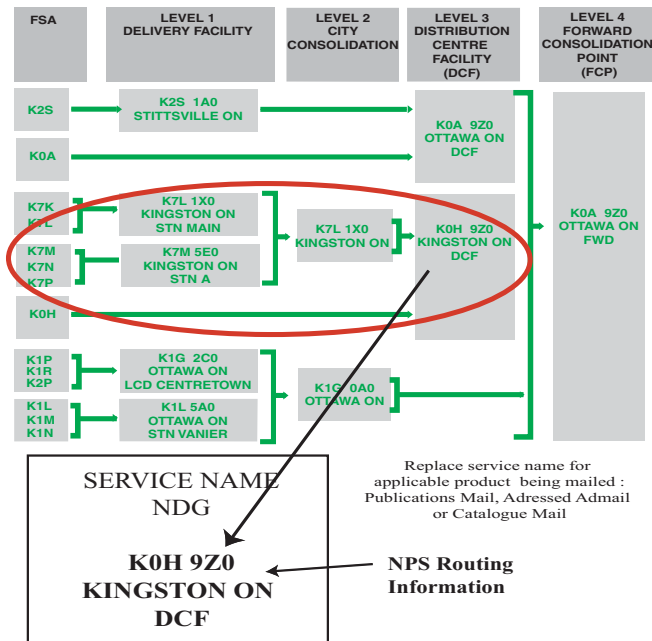 FSA
LEVEL 1
DELIVERY FACILITY
LEVEL 2
CITY
CONSOLIDATION
LEVEL 3
DISTRIBUTION
CENTRE
FACILITY
(DCF)
LEVEL 4
FORWARD
CONSOLIDATION
POINT
(FCP)
K2S
K2S 1A0
STITTSVILLE ON
K0A
K0A 9Z0
OTTAWA ON
DCF
K7K
K7L
K7L 1X0
KINGSTON ON
STN MAIN
K7M
K7N
K7P
K7M 5E0
KINGSTON ON
STN A
K7L 1X0
KINGSTON ON
K0H 9Z0
KINGSTON ON
DCF
K0A 9Z0
OTTAWA ON
FWD
K0H
K1P
K1R
K2P
K1G 2C0
OTTAWA ON
LCD CENTRETOWN
K1L
K1M
K1N
K1L 5A0
OTTAWA ON
STN VANIER
K1G 0A0
OTTAWA ON
SERVICE NAME
NDG
K0H 9Z0
KINGSTON ON
DCF
Replace service name for
applicable product being mailed :
Publications Mail, Adressed Admail
or Catalogue Mail
NPS Routing
Information